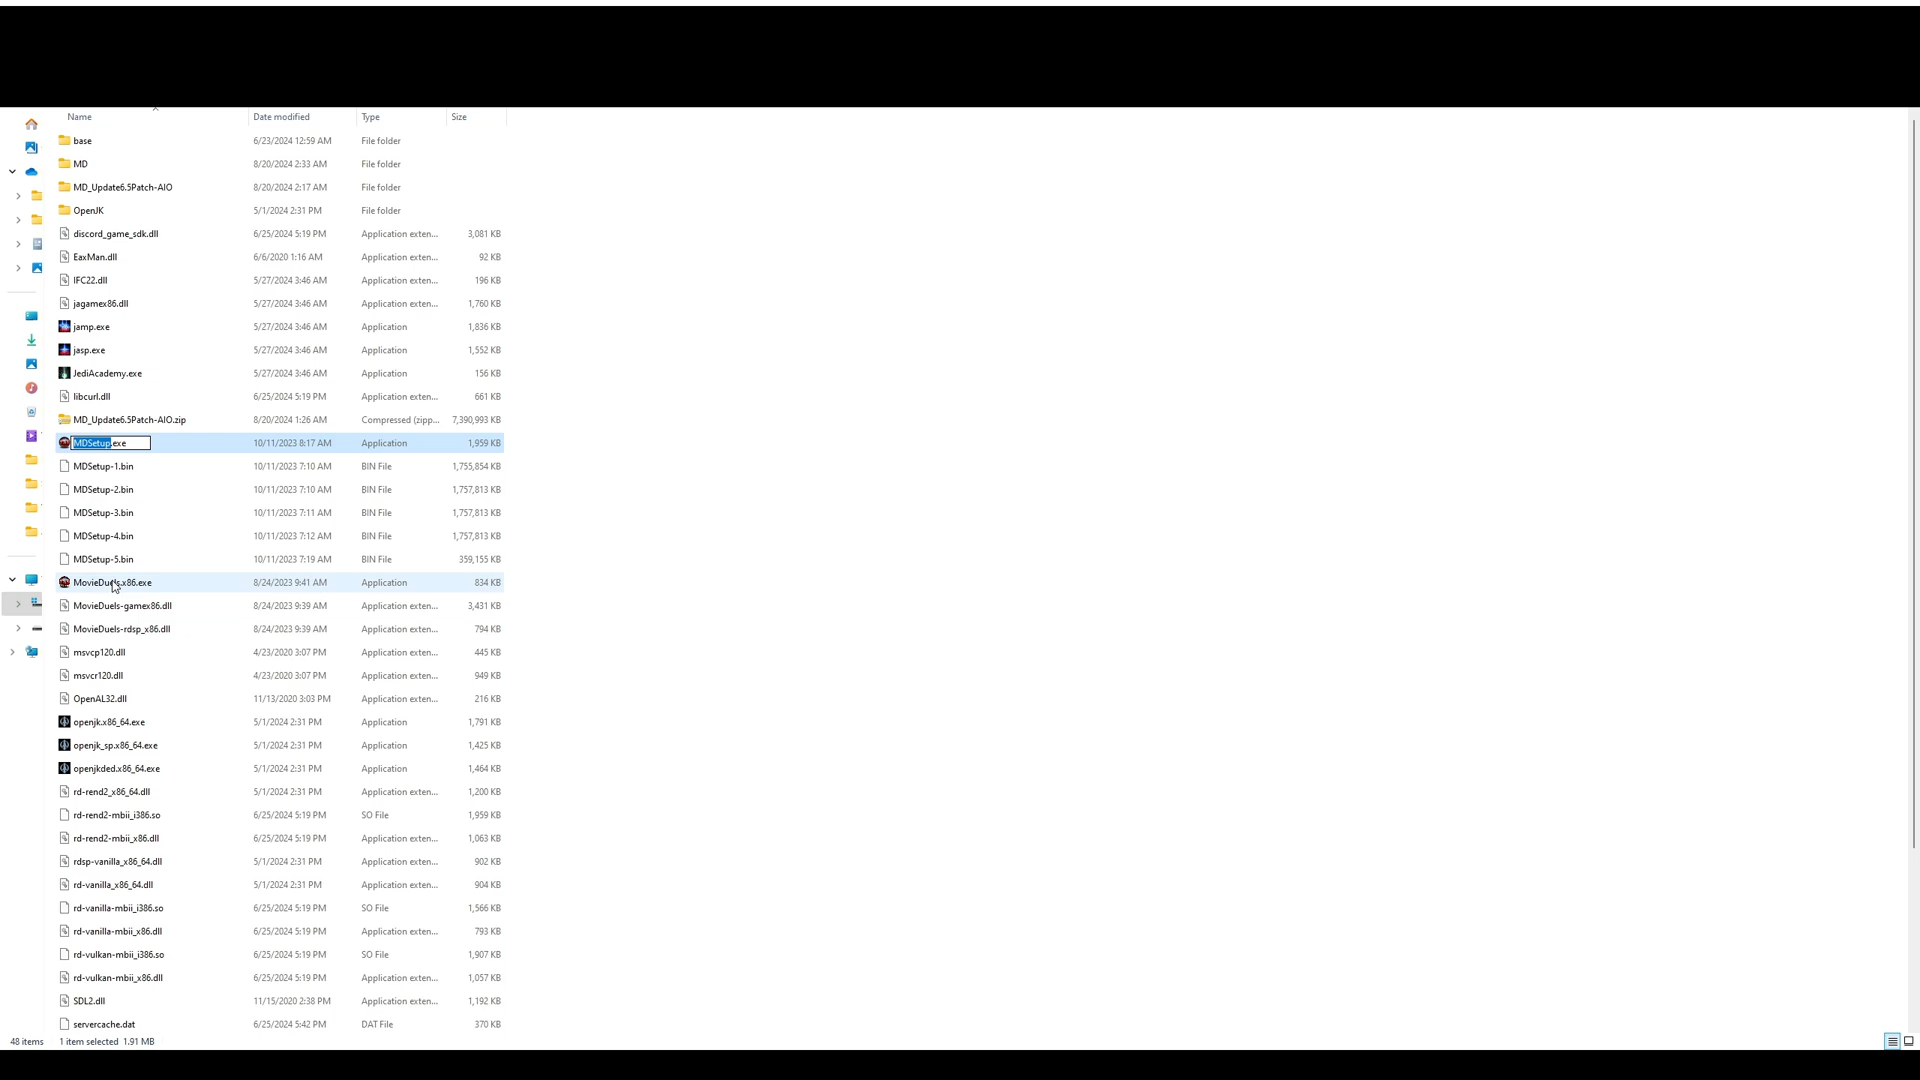 Name Date modified Type Size
base 6/23/2024 12:59 AM File folder
MD 8/20/2024 2:33 AM File folder
MD_Update6.5Patch-AIO 8/20/2024 2:17 AM File folder
OpenJK 5/1/2024 2:31 PM File folder
discord_game_sdk.dll 6/25/2024 5:19 PM Application exten... 3,081 KB
EaxMan.dll 6/6/2020 1:16 AM Application exten... 92 KB
IFC22.dll 5/27/2024 3:46 AM Application exten... 196 KB
jagamex86.dll 5/27/2024 3:46 AM Application exten... 1,760 KB
jamp.exe 5/27/2024 3:46 AM Application 1,836 KB
jasp.exe 5/27/2024 3:46 AM Application 1,552 KB
JediAcademy.exe 5/27/2024 3:46 AM Application 156 KB
libcurl.dll 6/25/2024 5:19 PM Application exten... 661 KB
MD_Update6.5Patch-AIO.zip 8/20/2024 1:26 AM Compressed (zipp... 7,390,993 KB
MDSetup.exe 10/11/2023 8:17 AM Application 1,959 KB
MDSetup-1.bin 10/11/2023 7:10 AM BIN File 1,755,854 KB
MDSetup-2.bin 10/11/2023 7:10 AM BIN File 1,757,813 KB
MDSetup-3.bin 10/11/2023 7:11 AM BIN File 1,757,813 KB
MDSetup-4.bin 10/11/2023 7:12 AM BIN File 1,757,813 KB
MDSetup-5.bin 10/11/2023 7:19 AM BIN File 359,155 KB
MovieDuels.x86.exe 8/24/2023 9:41 AM Application 834 KB
MovieDuels-gamex86.dll 8/24/2023 9:39 AM Application exten... 3,431 KB
MovieDuels-rdsp_x86.dll 8/24/2023 9:39 AM Application exten... 794 KB
msvcp120.dll 4/23/2020 3:07 PM Application exten... 445 KB
msvcr120.dll 4/23/2020 3:07 PM Application exten... 949 KB
OpenAL32.dll 11/13/2020 3:03 PM Application exten... 216 KB
openjk.x86_64.exe 5/1/2024 2:31 PM Application 1,791 KB
openjk_sp.x86_64.exe 5/1/2024 2:31 PM Application 1,425 KB
openjkded.x86_64.exe 5/1/2024 2:31 PM Application 1,464 KB
rd-rend2_x86_64.dll 5/1/2024 2:31 PM Application exten... 1,200 KB
rd-rend2-mbii_i386.so 6/25/2024 5:19 PM SO File 1,959 KB
rd-rend2-mbii_x86.dll 6/25/2024 5:19 PM Application exten... 1,063 KB
rdsp-vanilla_x86_64.dll 5/1/2024 2:31 PM Application exten... 902 KB
rd-vanilla_x86_64.dll 5/1/2024 2:31 PM Application exten... 904 KB
rd-vanilla-mbii_i386.so 6/25/2024 5:19 PM SO File 1,566 KB
rd-vanilla-mbii_x86.dll 6/25/2024 5:19 PM Application exten... 793 KB
rd-vulkan-mbii_i386.so 6/25/2024 5:19 PM SO File 1,907 KB
rd-vulkan-mbii_x86.dll 6/25/2024 5:19 PM Application exten... 1,057 KB
SDL2.dll 11/15/2020 2:38 PM Application exten... 1,192 KB
servercache.dat 6/25/2024 5:42 PM DAT File 370 KB
48 items 1 item selected 1.91 MB